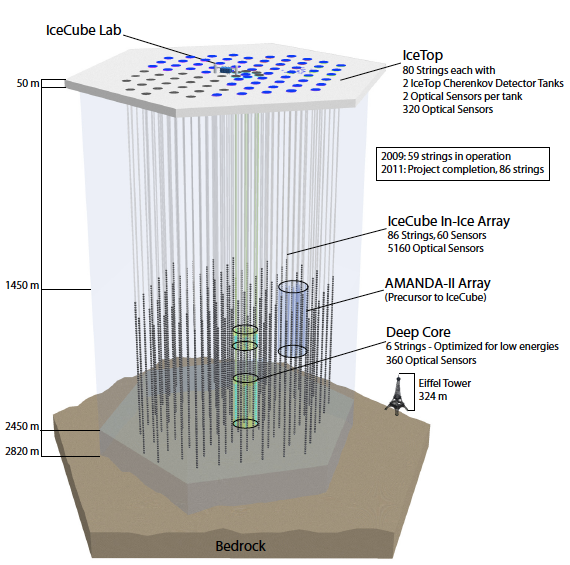 IceCube Lab
IceTop
80 Strings each with
2 IceTop Cherenkov Detector Tanks
2 Optical Sensors per tank
320 Optical Sensors
50 m
2009: 59 strings in operation
2011: Project completion, 86 strings
IceCube In-Ice Array
86 Strings, 60 Sensors
5160 Optical Sensors
1450 m
AMANDA-II Array
(Precursor to IceCube)
Deep Core
6 Strings - Optimized for low energies
360 Optical Sensors
Eiffel Tower
324 m
2450 m
2820 m
Bedrock